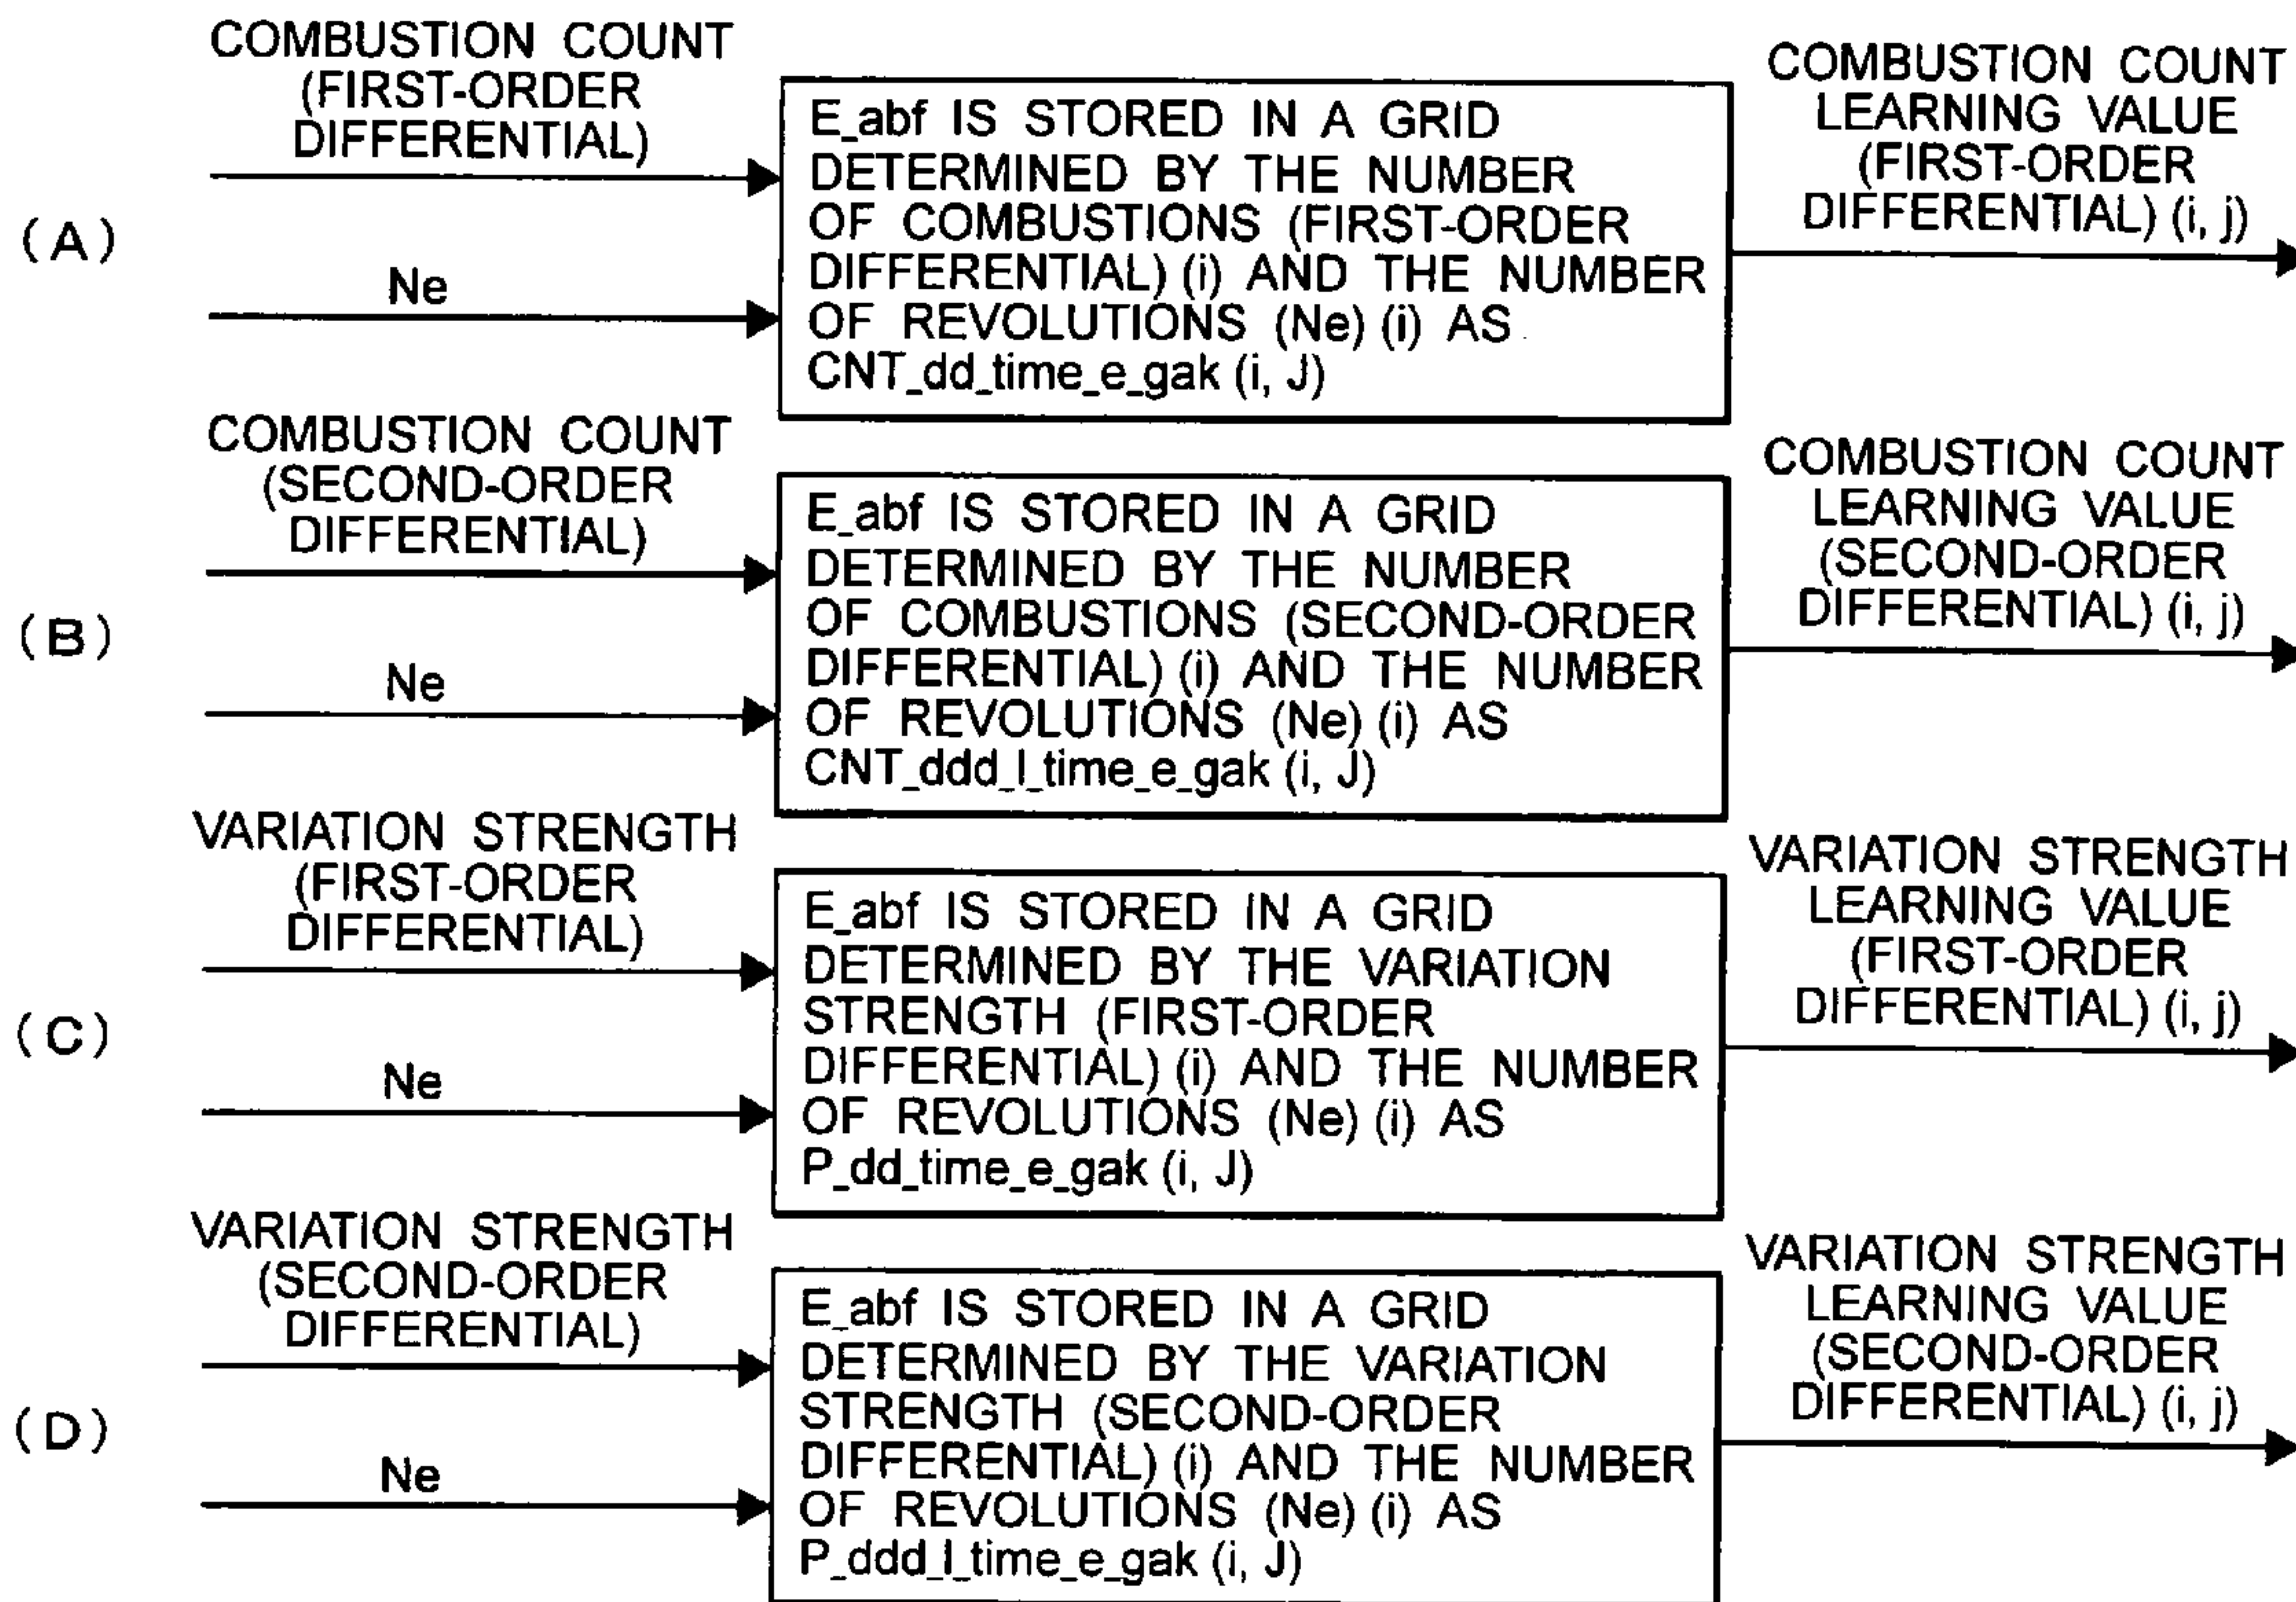 COMBUSTION COUNT
(FIRST-ORDER
DIFFERENTIAL)
(A)
Ne
E_abf IS STORED IN A GRID
DETERMINED BY THE NUMBER
OF COMBUSTIONS (FIRST-ORDER
DIFFERENTIAL) (i) AND THE NUMBER
OF REVOLUTIONS (Ne) (i) AS
CNT_dd_time_e_gak (i, J)
COMBUSTION COUNT
LEARNING VALUE
(FIRST-ORDER
DIFFERENTIAL) (i, j)
COMBUSTION COUNT
(SECOND-ORDER
DIFFERENTIAL)
(B)
Ne
E_abf IS STORED IN A GRID
DETERMINED BY THE NUMBER
OF COMBUSTIONS (SECOND-ORDER
DIFFERENTIAL) (i) AND THE NUMBER
OF REVOLUTIONS (Ne) (i) AS
CNT_ddd_l_time_e_gak (i, J)
COMBUSTION COUNT
LEARNING VALUE
(SECOND-ORDER
DIFFERENTIAL) (i, j)
VARIATION STRENGTH
(FIRST-ORDER
DIFFERENTIAL)
(C)
Ne
E_abf IS STORED IN A GRID
DETERMINED BY THE VARIATION
STRENGTH (FIRST-ORDER
DIFFERENTIAL) (i) AND THE NUMBER
OF REVOLUTIONS (Ne) (i) AS
P_dd_time_e_gak (i, J)
VARIATION STRENGTH
LEARNING VALUE
(FIRST-ORDER
DIFFERENTIAL) (i, j)
VARIATION STRENGTH
(SECOND-ORDER
DIFFERENTIAL)
(D)
Ne
E_abf IS STORED IN A GRID
DETERMINED BY THE VARIATION
STRENGTH (SECOND-ORDER
DIFFERENTIAL) (i) AND THE NUMBER
OF REVOLUTIONS (Ne) (i) AS
P_ddd_l_time_e_gak (i, J)
VARIATION STRENGTH
LEARNING VALUE
(SECOND-ORDER
DIFFERENTIAL) (i, j)